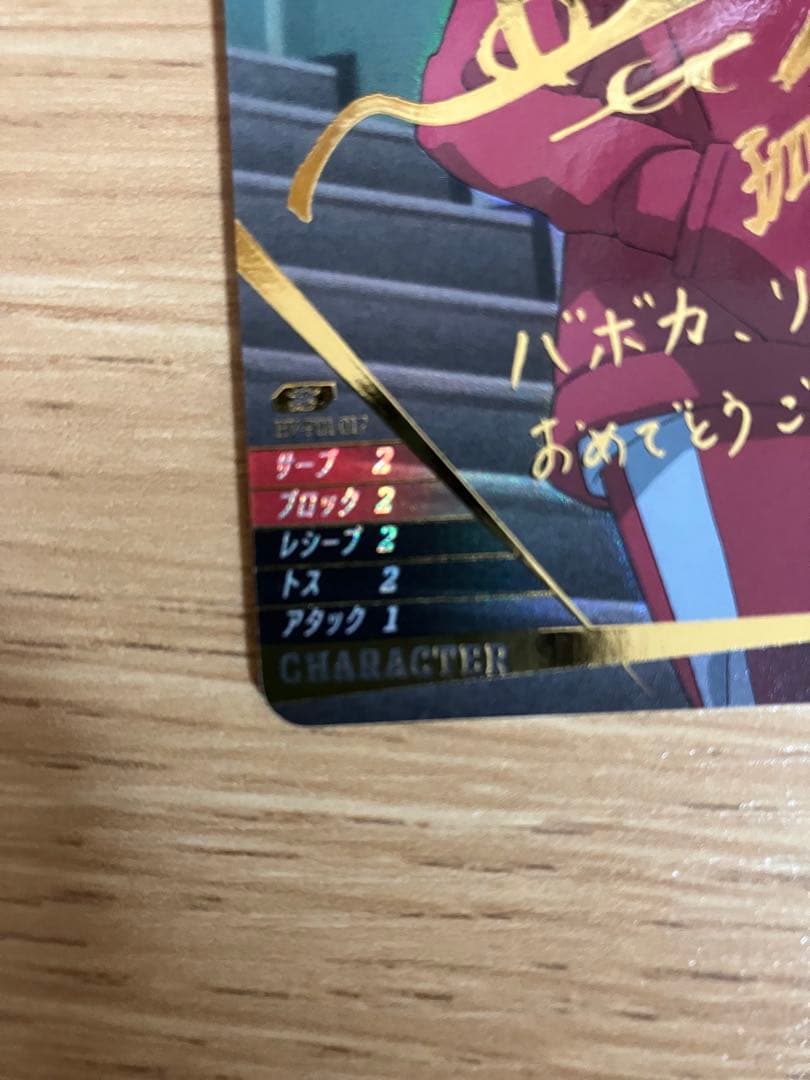 バボカ、リ
おめでとうご
サーブ 2
ブロック 2
レシーブ 2
トス 2
アタック 1
CHARACTER